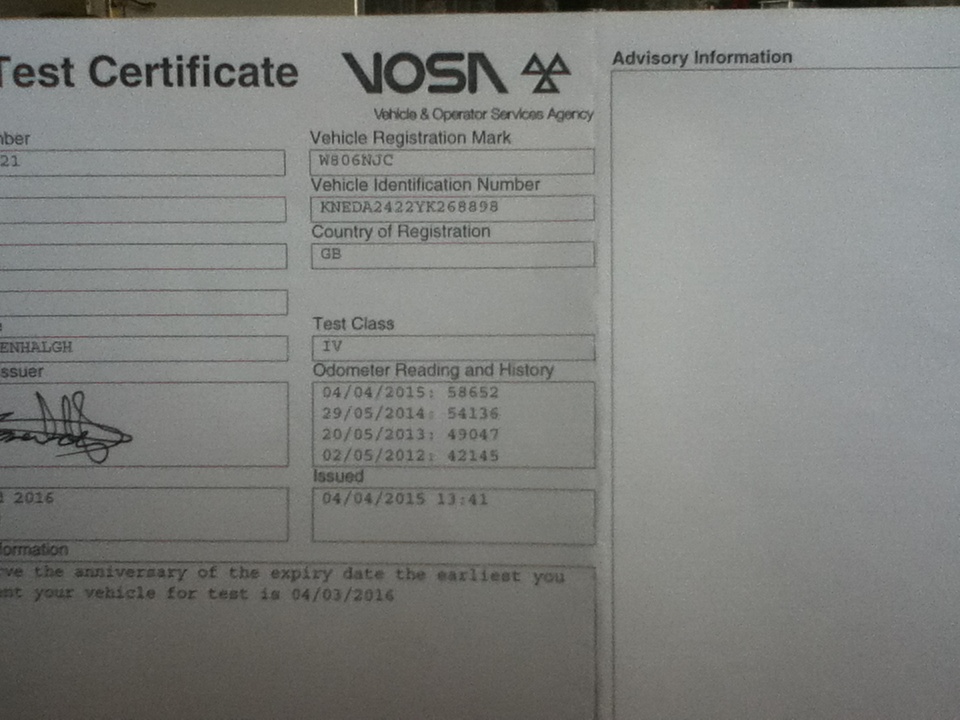 Test Certificate
VOSA
Vehicle & Operator Services Agency
Advisory Information
mber
21
Vehicle Registration Mark
W806NJC
Vehicle Identification Number
KNEDA2422YK268898
Country of Registration
GB
Test Class
IV
ENHALGH
ssuer
Odometer Reading and History
04/04/2015: 58652
29/05/2014: 54136
20/05/2013: 49047
02/05/2012: 42145
Issued
2016
04/04/2015 13:41
formation
ve the anniversary of the expiry date the earliest you
nt your vehicle for test is 04/03/2016